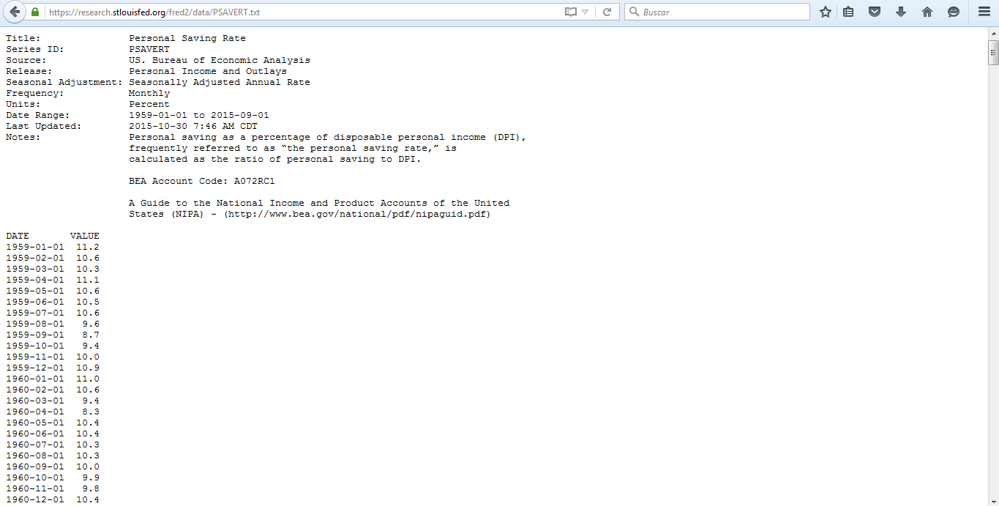 https://research.stlouisfed.org/fred2/data/PSAVERT.txt
Buscar
Title:               Personal Saving Rate
Series ID:           PSAVERT
Source:              US. Bureau of Economic Analysis
Release:             Personal Income and Outlays
Seasonal Adjustment: Seasonally Adjusted Annual Rate
Frequency:           Monthly
Units:               Percent
Date Range:          1959-01-01 to 2015-09-01
Last Updated:        2015-10-30 7:46 AM CDT
Notes:               Personal saving as a percentage of disposable personal income (DPI),
                     frequently referred to as “the personal saving rate,” is
                     calculated as the ratio of personal saving to DPI.
                     BEA Account Code: A072RC1
                     A Guide to the National Income and Product Accounts of the United
                     States (NIPA) - (http://www.bea.gov/national/pdf/nipaguid.pdf)
DATE       VALUE
1959-01-01  11.2
1959-02-01  10.6
1959-03-01  10.3
1959-04-01  11.1
1959-05-01  10.6
1959-06-01  10.5
1959-07-01  10.6
1959-08-01   9.6
1959-09-01   8.7
1959-10-01   9.4
1959-11-01  10.0
1959-12-01  10.9
1960-01-01  11.0
1960-02-01  10.6
1960-03-01   9.4
1960-04-01   8.3
1960-05-01  10.4
1960-06-01  10.4
1960-07-01  10.3
1960-08-01  10.3
1960-09-01  10.0
1960-10-01   9.9
1960-11-01   9.8
1960-12-01  10.4